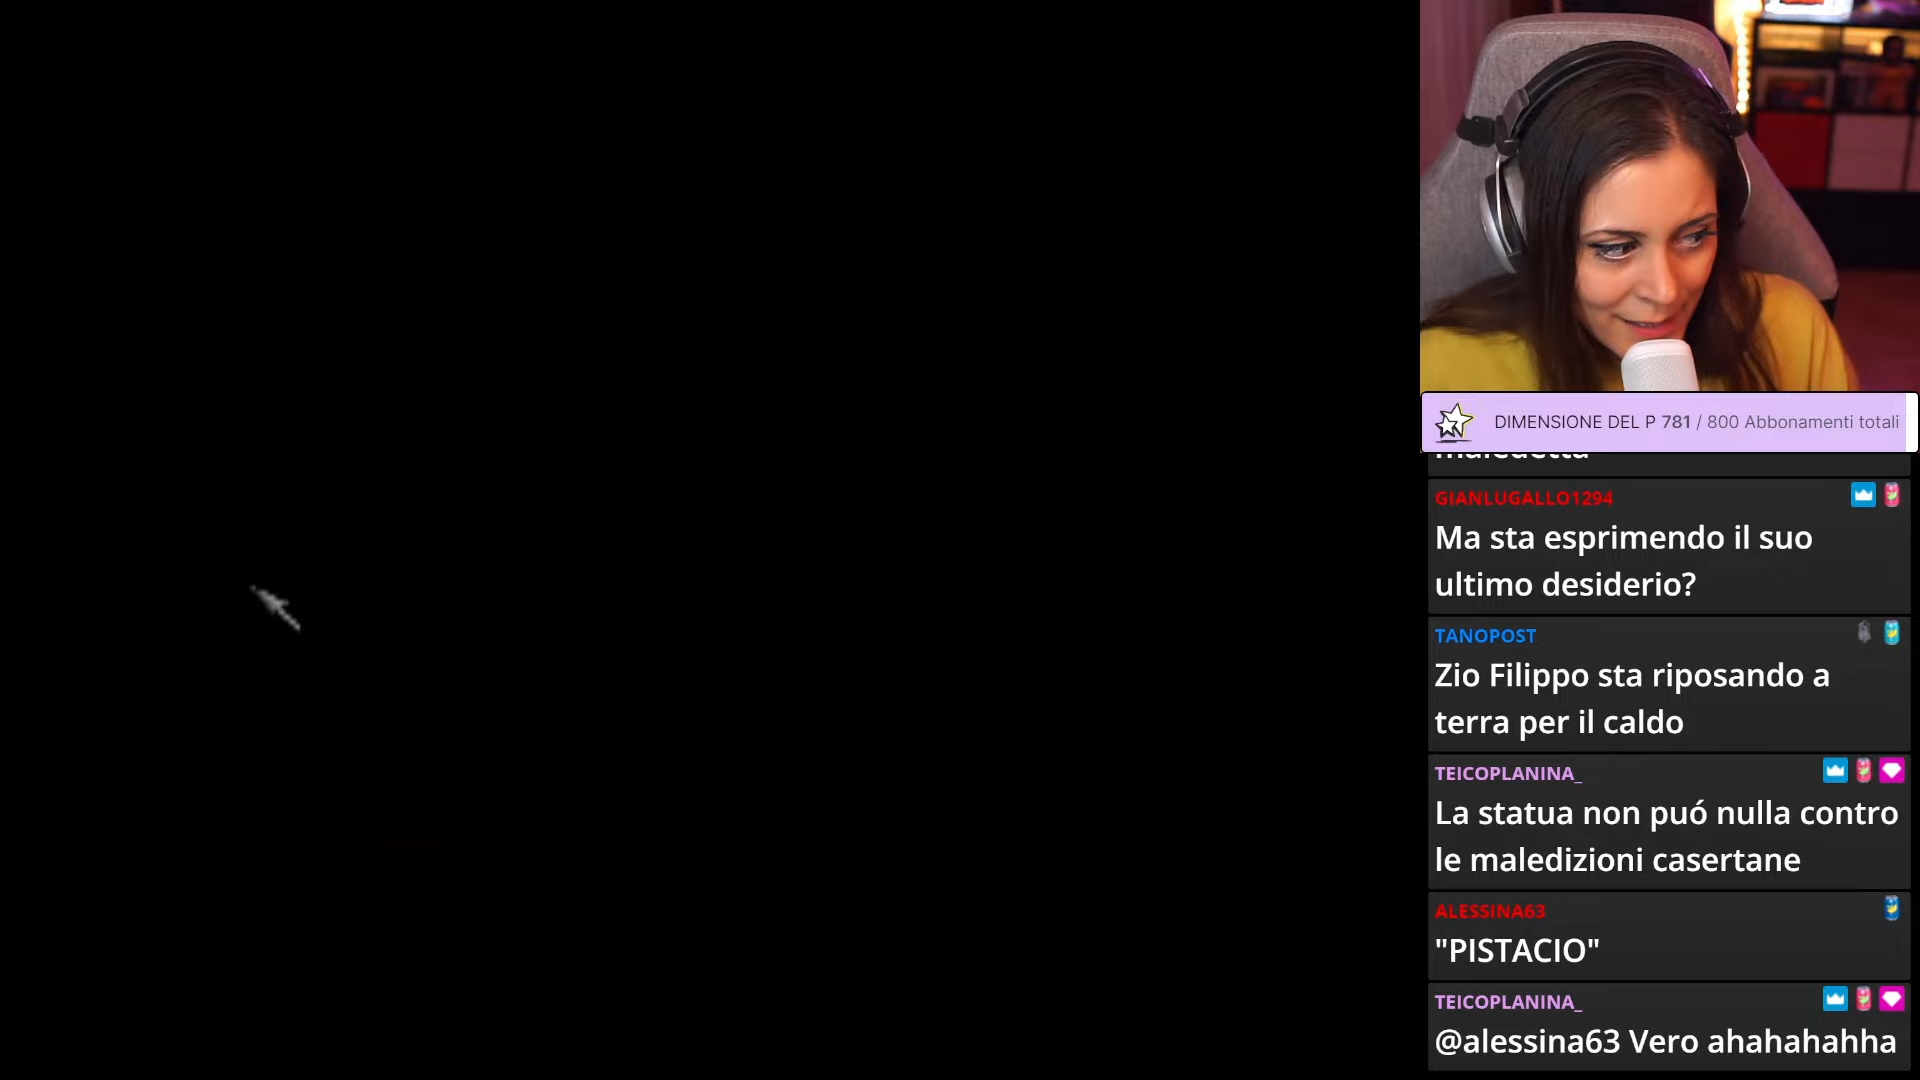 DIMENSIONE DEL P 781 / 800 Abbonamenti totali
maledetta
GIANLUGALLO1294
Ma sta esprimendo il suo
ultimo desiderio?
TANOPOST
Zio Filippo sta riposando a
terra per il caldo
TEICOPLANINA_
La statua non puó nulla contro
le maledizioni casertane
ALESSINA63
"PISTACIO"
TEICOPLANINA_
@alessina63 Vero ahahahahha